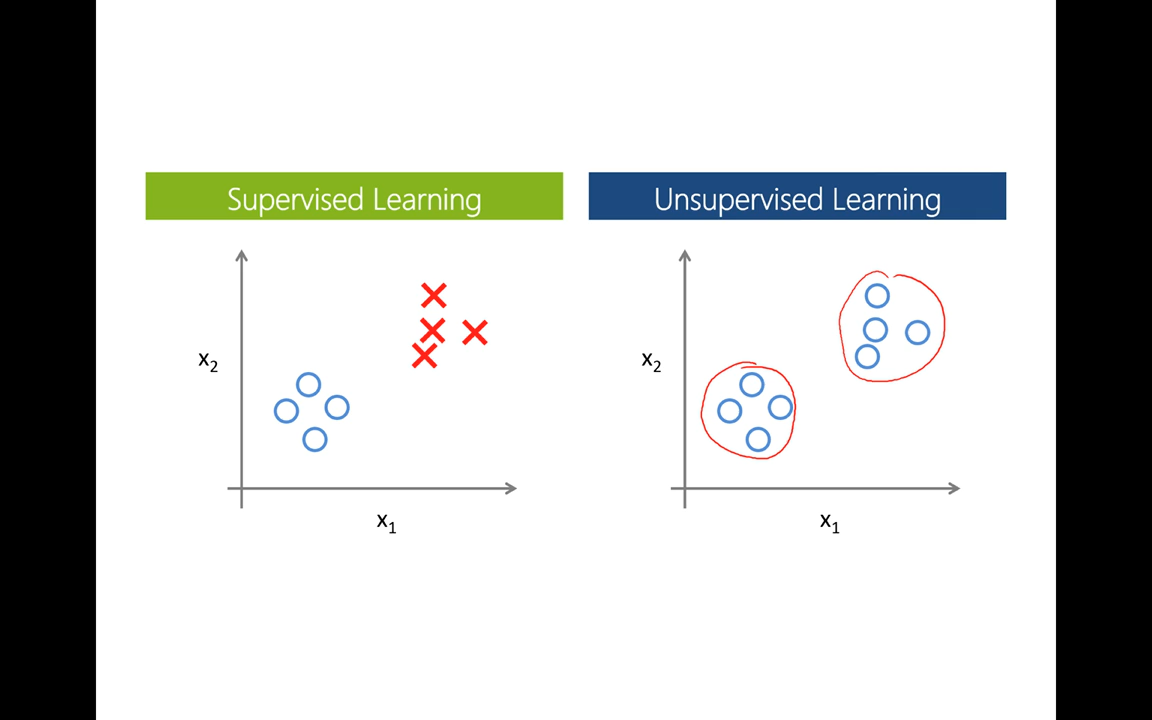 Supervised Learning
Unsupervised Learning
x₂
x₁
x₂
x₁